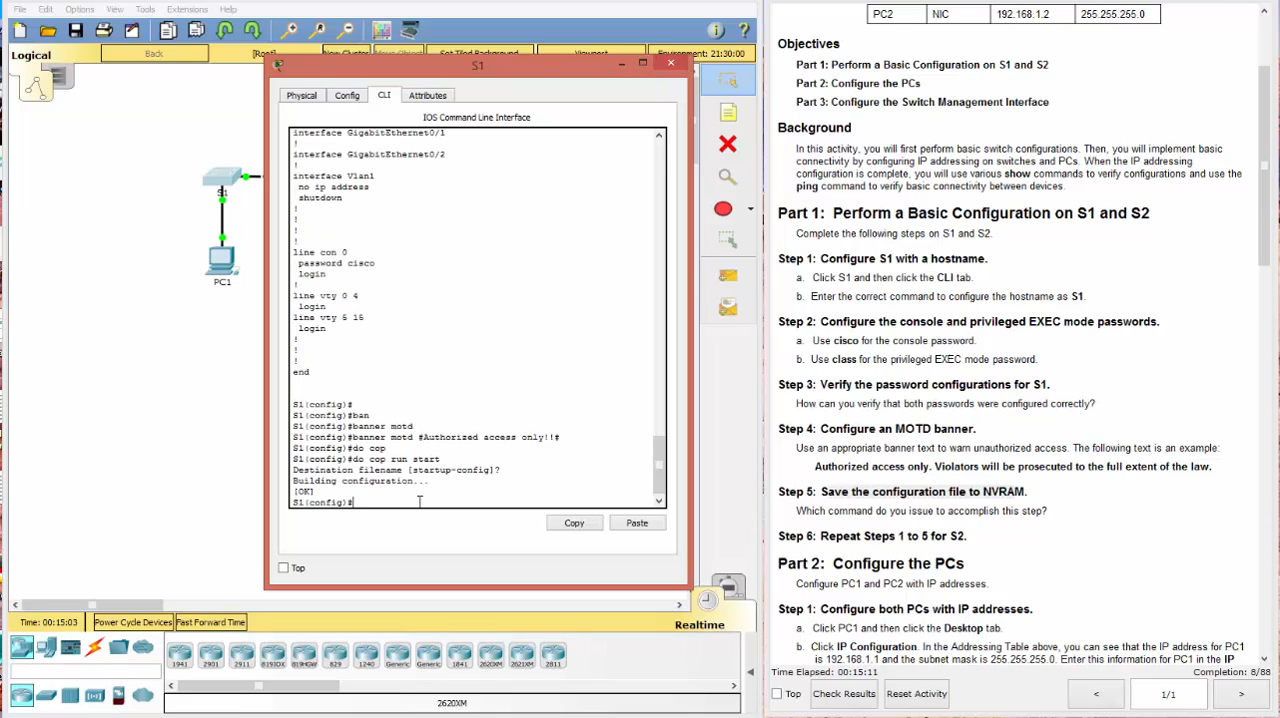 File Edit Options View Tools Extensions Help
PC2 NIC 192.168.1.2 255.255.255.0
Logical
Back
[Root]
New Cluster
Move Object
Set Tiled Background
Viewport
Environment: 21:30:00
S1
PC1
S1
Physical Config CLI Attributes
IOS Command Line Interface
interface GigabitEthernet0/1
!
interface GigabitEthernet0/2
!
interface Vlan1
no ip address
shutdown
!
!
!
!
line con 0
password cisco
login
!
line vty 0 4
login
line vty 5 15
login
!
!
!
end
S1(config)#
S1(config)#ban
S1(config)#banner motd
S1(config)#banner motd #Authorized access only!!#
S1(config)#do cop
S1(config)#do cop run start
Destination filename [startup-config]?
Building configuration...
[OK]
S1(config)#
Copy Paste
Top
Time: 00:15:03 Power Cycle Devices Fast Forward Time
Realtime
1941 2901 2911 819IOX 819HGW 829 1240 Generic Generic 1841 2620XM 2621XM 2811
2620XM
Objectives
Part 1: Perform a Basic Configuration on S1 and S2
Part 2: Configure the PCs
Part 3: Configure the Switch Management Interface
Background
In this activity, you will first perform basic switch configurations. Then, you will implement basic
connectivity by configuring IP addressing on switches and PCs. When the IP addressing
configuration is complete, you will use various show commands to verify configurations and use the
ping command to verify basic connectivity between devices.
Part 1: Perform a Basic Configuration on S1 and S2
Complete the following steps on S1 and S2.
Step 1: Configure S1 with a hostname.
a. Click S1 and then click the CLI tab.
b. Enter the correct command to configure the hostname as S1.
Step 2: Configure the console and privileged EXEC mode passwords.
a. Use cisco for the console password.
b. Use class for the privileged EXEC mode password.
Step 3: Verify the password configurations for S1.
How can you verify that both passwords were configured correctly?
Step 4: Configure an MOTD banner.
Use an appropriate banner text to warn unauthorized access. The following text is an example:
Authorized access only. Violators will be prosecuted to the full extent of the law.
Step 5: Save the configuration file to NVRAM.
Which command do you issue to accomplish this step?
Step 6: Repeat Steps 1 to 5 for S2.
Part 2: Configure the PCs
Configure PC1 and PC2 with IP addresses.
Step 1: Configure both PCs with IP addresses.
a. Click PC1 and then click the Desktop tab.
b. Click IP Configuration. In the Addressing Table above, you can see that the IP address for PC1
is 192.168.1.1 and the subnet mask is 255.255.255.0. Enter this information for PC1 in the IP
Time Elapsed: 00:15:11 Completion: 8/88
Top Check Results Reset Activity < 1/1 >